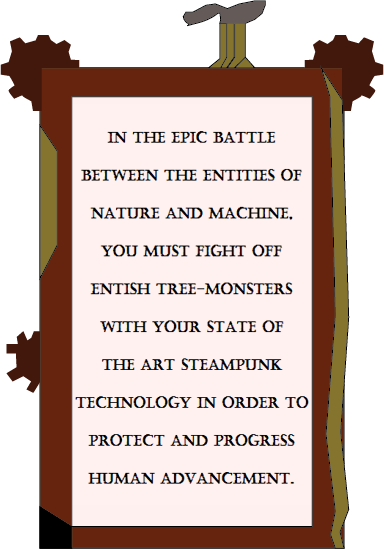 IN THE EPIC BATTLE
BETWEEN THE ENTITIES OF
NATURE AND MACHINE,
YOU MUST FIGHT OFF
ENTISH TREE-MONSTERS
WITH YOUR STATE OF
THE ART STEAMPUNK
TECHNOLOGY IN ORDER TO
PROTECT AND PROGRESS
HUMAN ADVANCEMENT.